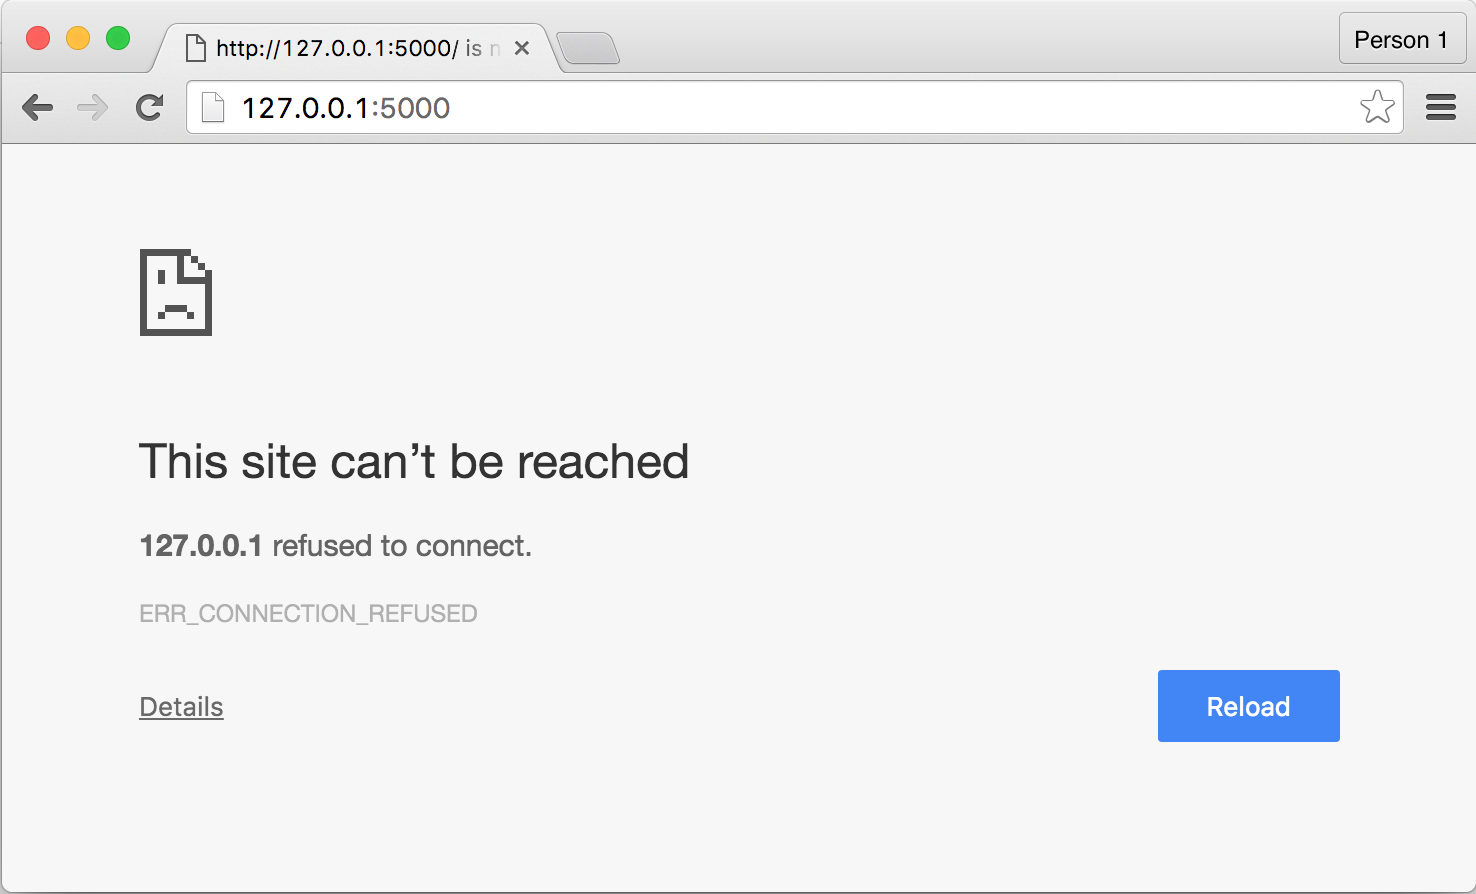 http://127.0.0.1:5000/ is n
Person 1
127.0.0.1:5000
This site can’t be reached
127.0.0.1 refused to connect.
ERR_CONNECTION_REFUSED
Details
Reload